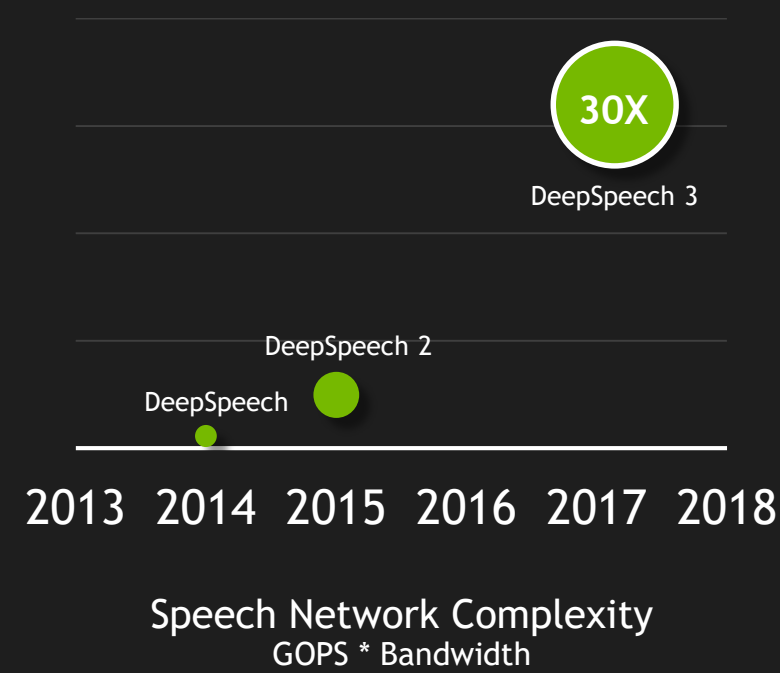 30X
DeepSpeech 3
DeepSpeech 2
DeepSpeech
2013 2014 2015 2016 2017 2018
Speech Network Complexity
GOPS * Bandwidth